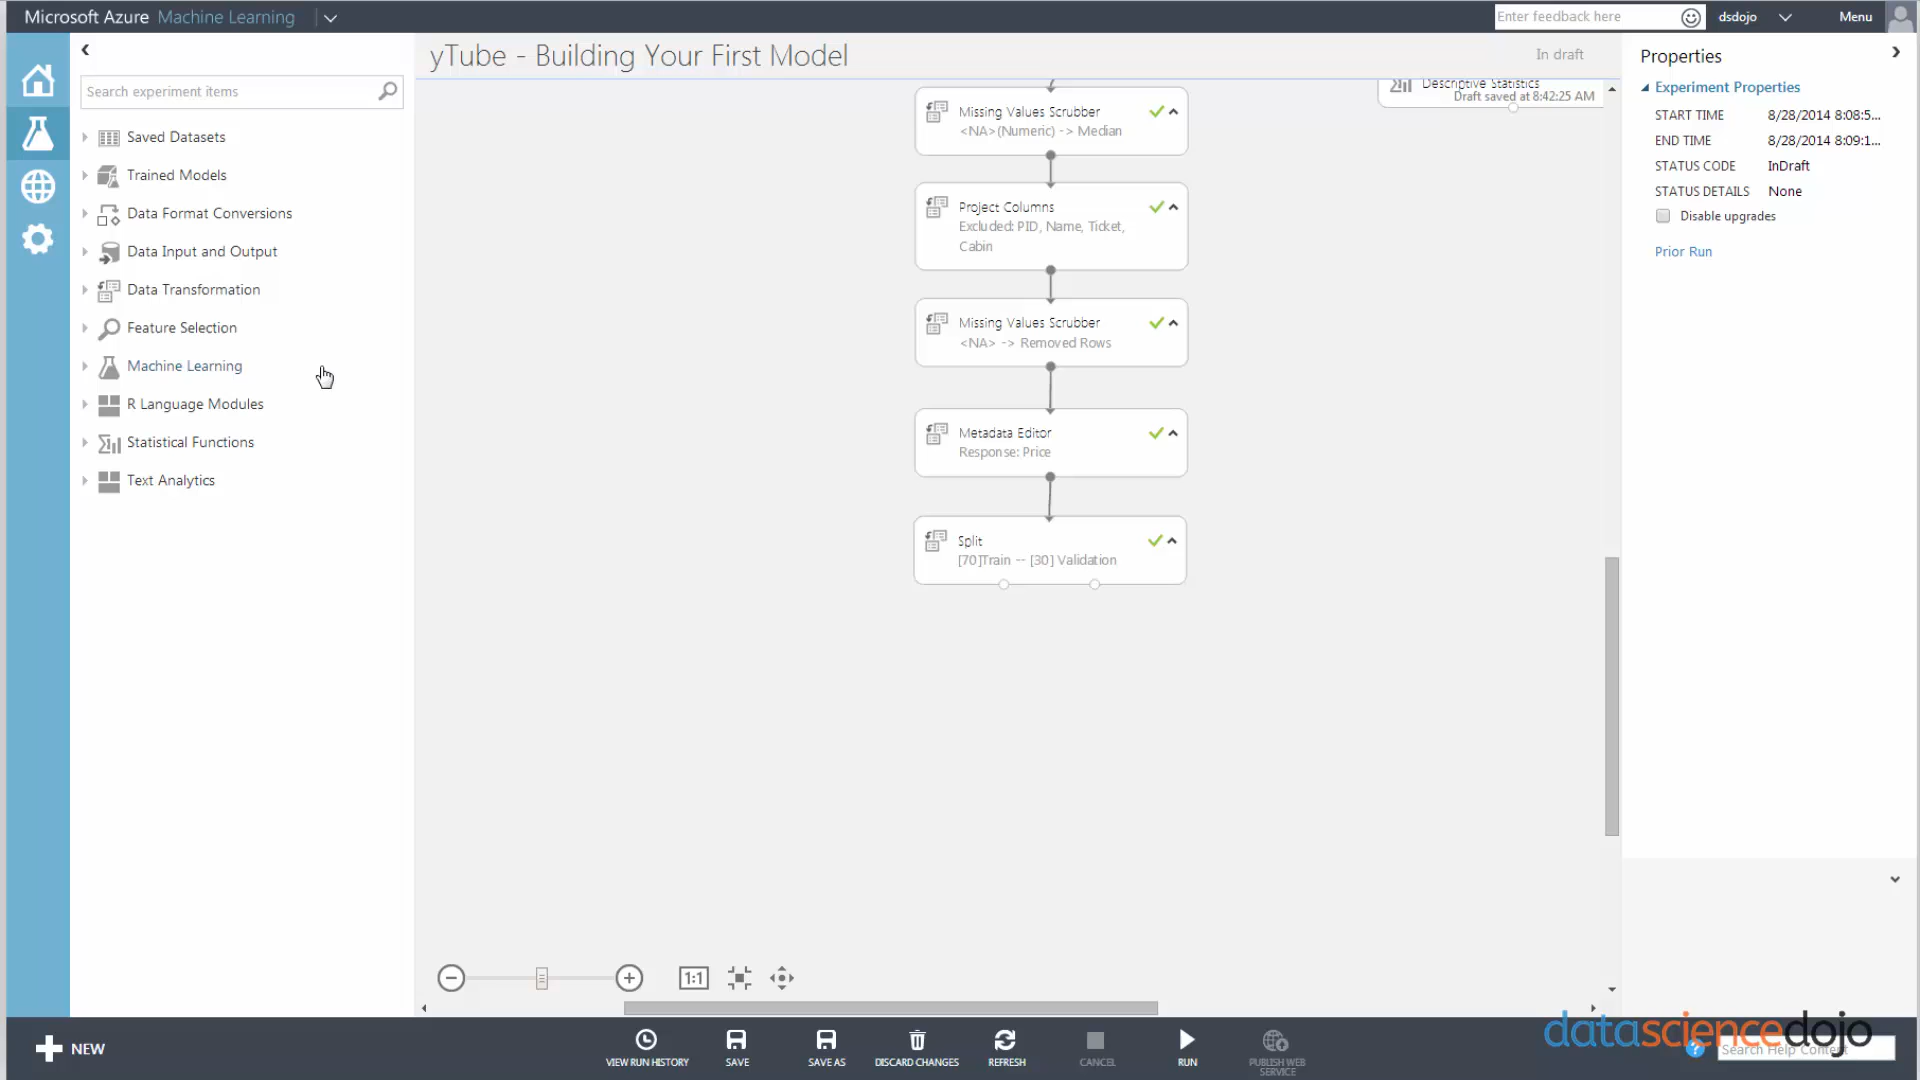 Microsoft Azure Machine Learning
Enter feedback here
dsdojo
Menu
Search experiment items
Saved Datasets
Trained Models
Data Format Conversions
Data Input and Output
Data Transformation
Feature Selection
Machine Learning
R Language Modules
Statistical Functions
Text Analytics
yTube - Building Your First Model
In draft
Descriptive Statistics
Draft saved at 8:42:25 AM
Missing Values Scrubber
<NA>(Numeric) -> Median
Project Columns
Excluded: PID, Name, Ticket,
Cabin
Missing Values Scrubber
<NA> -> Removed Rows
Metadata Editor
Response: Price
Split
[70]Train -- [30] Validation
1:1
Properties
Experiment Properties
START TIME 8/28/2014 8:08:5...
END TIME 8/28/2014 8:09:1...
STATUS CODE InDraft
STATUS DETAILS None
Disable upgrades
Prior Run
NEW
VIEW RUN HISTORY
SAVE
SAVE AS
DISCARD CHANGES
REFRESH
CANCEL
RUN
PUBLISH WEB
SERVICE
datasciencedojo
? Search Help Content